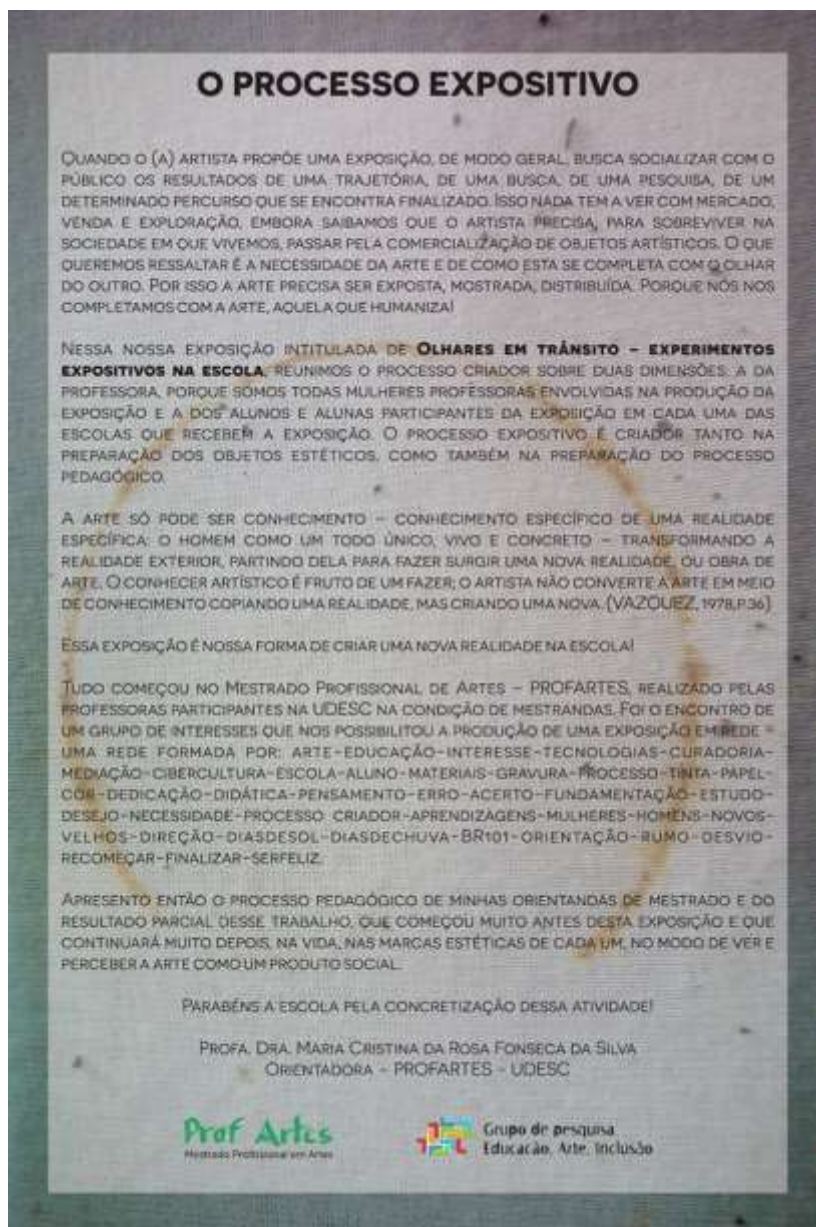 O PROCESSO EXPOSITIVO
QUANDO O (A) ARTISTA PROPÕE UMA EXPOSIÇÃO, DE MODO GERAL, BUSCA SOCIALIZAR COM O
PÚBLICO OS RESULTADOS DE UMA TRAJETÓRIA, DE UMA BUSCA, DE UMA PESQUISA, DE UM
DETERMINADO PERCURSO QUE SE ENCONTRA FINALIZADO. ISSO NADA TEM A VER COM MERCADO,
VENDA E EXPLORAÇÃO, EMBORA SAIBAMOS QUE O ARTISTA PRECISA, PARA SOBREVIVER NA
SOCIEDADE EM QUE VIVEMOS, PASSAR PELA COMERCIALIZAÇÃO DE OBJETOS ARTÍSTICOS. O QUE
QUEREMOS RESSALTAR É A NECESSIDADE DA ARTE E DE COMO ESTA SE COMPLETA COM O OLHAR
DO OUTRO. POR ISSO A ARTE PRECISA SER EXPOSTA, MOSTRADA, DISTRIBUÍDA. PORQUE NÓS NOS
COMPLETAMOS COM A ARTE, AQUELA QUE HUMANIZA!
NESSA NOSSA EXPOSIÇÃO INTITULADA DE OLHARES EM TRÂNSITO – EXPERIMENTOS
EXPOSITIVOS NA ESCOLA, REUNIMOS O PROCESSO CRIADOR SOBRE DUAS DIMENSÕES: A DA
PROFESSORA, PORQUE SOMOS TODAS MULHERES PROFESSORAS ENVOLVIDAS NA PRODUÇÃO DA
EXPOSIÇÃO E A DOS ALUNOS E ALUNAS PARTICIPANTES DA EXPOSIÇÃO EM CADA UMA DAS
ESCOLAS QUE RECEBEM A EXPOSIÇÃO. O PROCESSO EXPOSITIVO É CRIADOR TANTO NA
PREPARAÇÃO DOS OBJETOS ESTÉTICOS, COMO TAMBÉM NA PREPARAÇÃO DO PROCESSO
PEDAGÓGICO.
A ARTE SÓ PODE SER CONHECIMENTO – CONHECIMENTO ESPECÍFICO DE UMA REALIDADE
ESPECÍFICA: O HOMEM COMO UM TODO ÚNICO, VIVO E CONCRETO – TRANSFORMANDO A
REALIDADE EXTERIOR, PARTINDO DELA PARA FAZER SURGIR UMA NOVA REALIDADE, OU OBRA DE
ARTE. O CONHECER ARTÍSTICO É FRUTO DE UM FAZER; O ARTISTA NÃO CONVERTE A ARTE EM MEIO
DE CONHECIMENTO COPIANDO UMA REALIDADE, MAS CRIANDO UMA NOVA. (VAZQUEZ, 1978,P.36)
ESSA EXPOSIÇÃO É NOSSA FORMA DE CRIAR UMA NOVA REALIDADE NA ESCOLA!
TUDO COMEÇOU NO MESTRADO PROFISSIONAL DE ARTES – PROFARTES, REALIZADO PELAS
PROFESSORAS PARTICIPANTES NA UDESC NA CONDIÇÃO DE MESTRANDAS. FOI O ENCONTRO DE
UM GRUPO DE INTERESSES QUE NOS POSSIBILITOU A PRODUÇÃO DE UMA EXPOSIÇÃO EM REDE –
UMA REDE FORMADA POR: ARTE-EDUCAÇÃO-INTERESSE-TECNOLOGIAS-CURADORIA-
MEDIAÇÃO-CIBERCULTURA-ESCOLA-ALUNO-MATERIAIS-GRAVURA-PROCESSO-TINTA-PAPEL-
COR-DEDICAÇÃO-DIDÁTICA-PENSAMENTO-ERRO-ACERTO-FUNDAMENTAÇÃO-ESTUDO-
DESEJO-NECESSIDADE-PROCESSO CRIADOR-APRENDIZAGENS-MULHERES-HOMENS-NOVOS-
VELHOS-DIREÇÃO-DIASDESOL-DIASDECHUVA-BR101-ORIENTAÇÃO-RUMO-DESVIO-
RECOMEÇAR-FINALIZAR-SERFELIZ.
APRESENTO ENTÃO O PROCESSO PEDAGÓGICO DE MINHAS ORIENTANDAS DE MESTRADO E DO
RESULTADO PARCIAL DESSE TRABALHO, QUE COMEÇOU MUITO ANTES DESTA EXPOSIÇÃO E QUE
CONTINUARÁ MUITO DEPOIS, NA VIDA, NAS MARCAS ESTÉTICAS DE CADA UM, NO MODO DE VER E
PERCEBER A ARTE COMO UM PRODUTO SOCIAL.
PARABÉNS A ESCOLA PELA CONCRETIZAÇÃO DESSA ATIVIDADE!
PROFA. DRA. MARIA CRISTINA DA ROSA FONSECA DA SILVA
ORIENTADORA – PROFARTES - UDESC
Prof Artes
Mestrado Profissional em Artes
Grupo de pesquisa
Educação, Arte, Inclusão